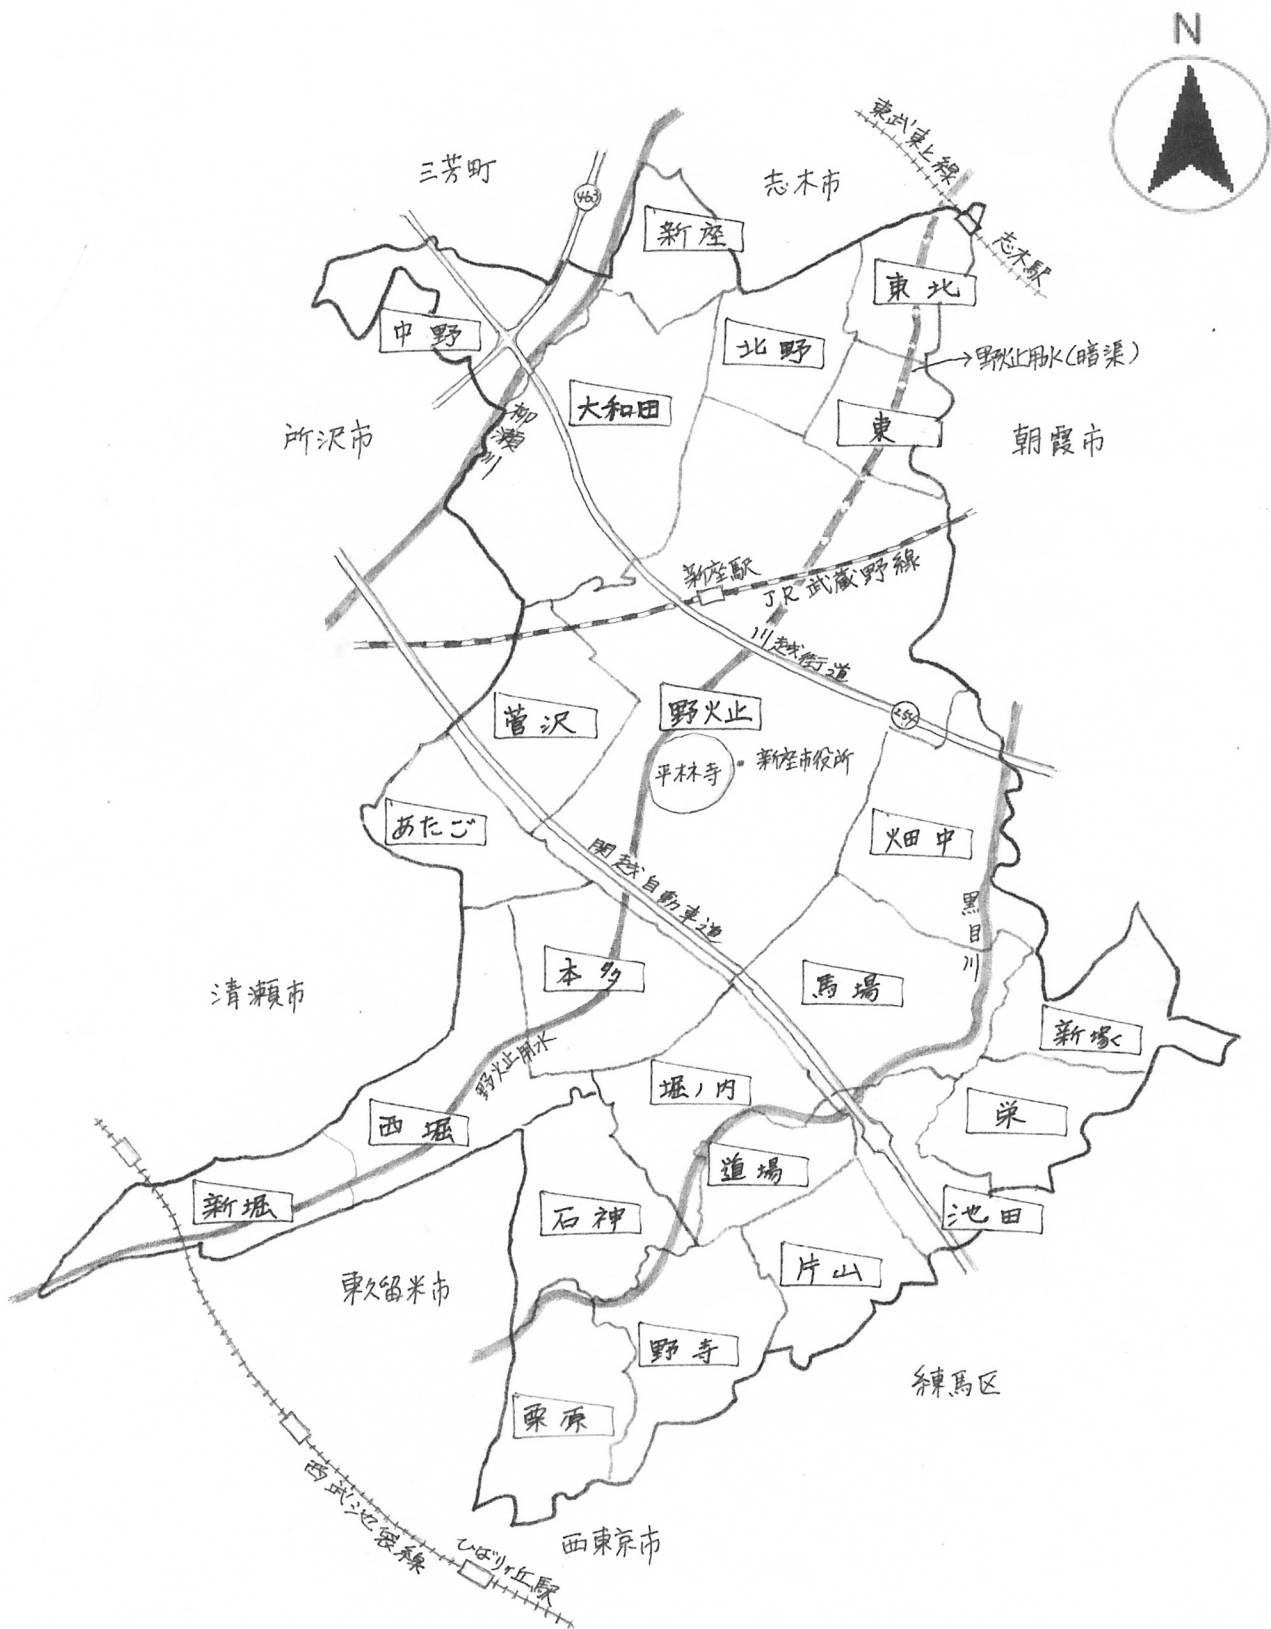 N
東武東上線
三芳町
志木市
463
新座
志木駅
東北
中野
北野
野火止用水(暗渠)
大和田
東
柳瀬川
所沢市
朝霞市
新座駅
JR武蔵野線
川越街道
菅沢
野火止
254
平林寺
新座市役所
あたご
畑中
関越自動車道
黒目川
本多
馬場
清瀬市
新塚
野火止用水
堀ノ内
西堀
栄
道場
新堀
石神
池田
片山
東久留米市
野寺
練馬区
栗原
西武池袋線
西東京市
ひばりヶ丘駅